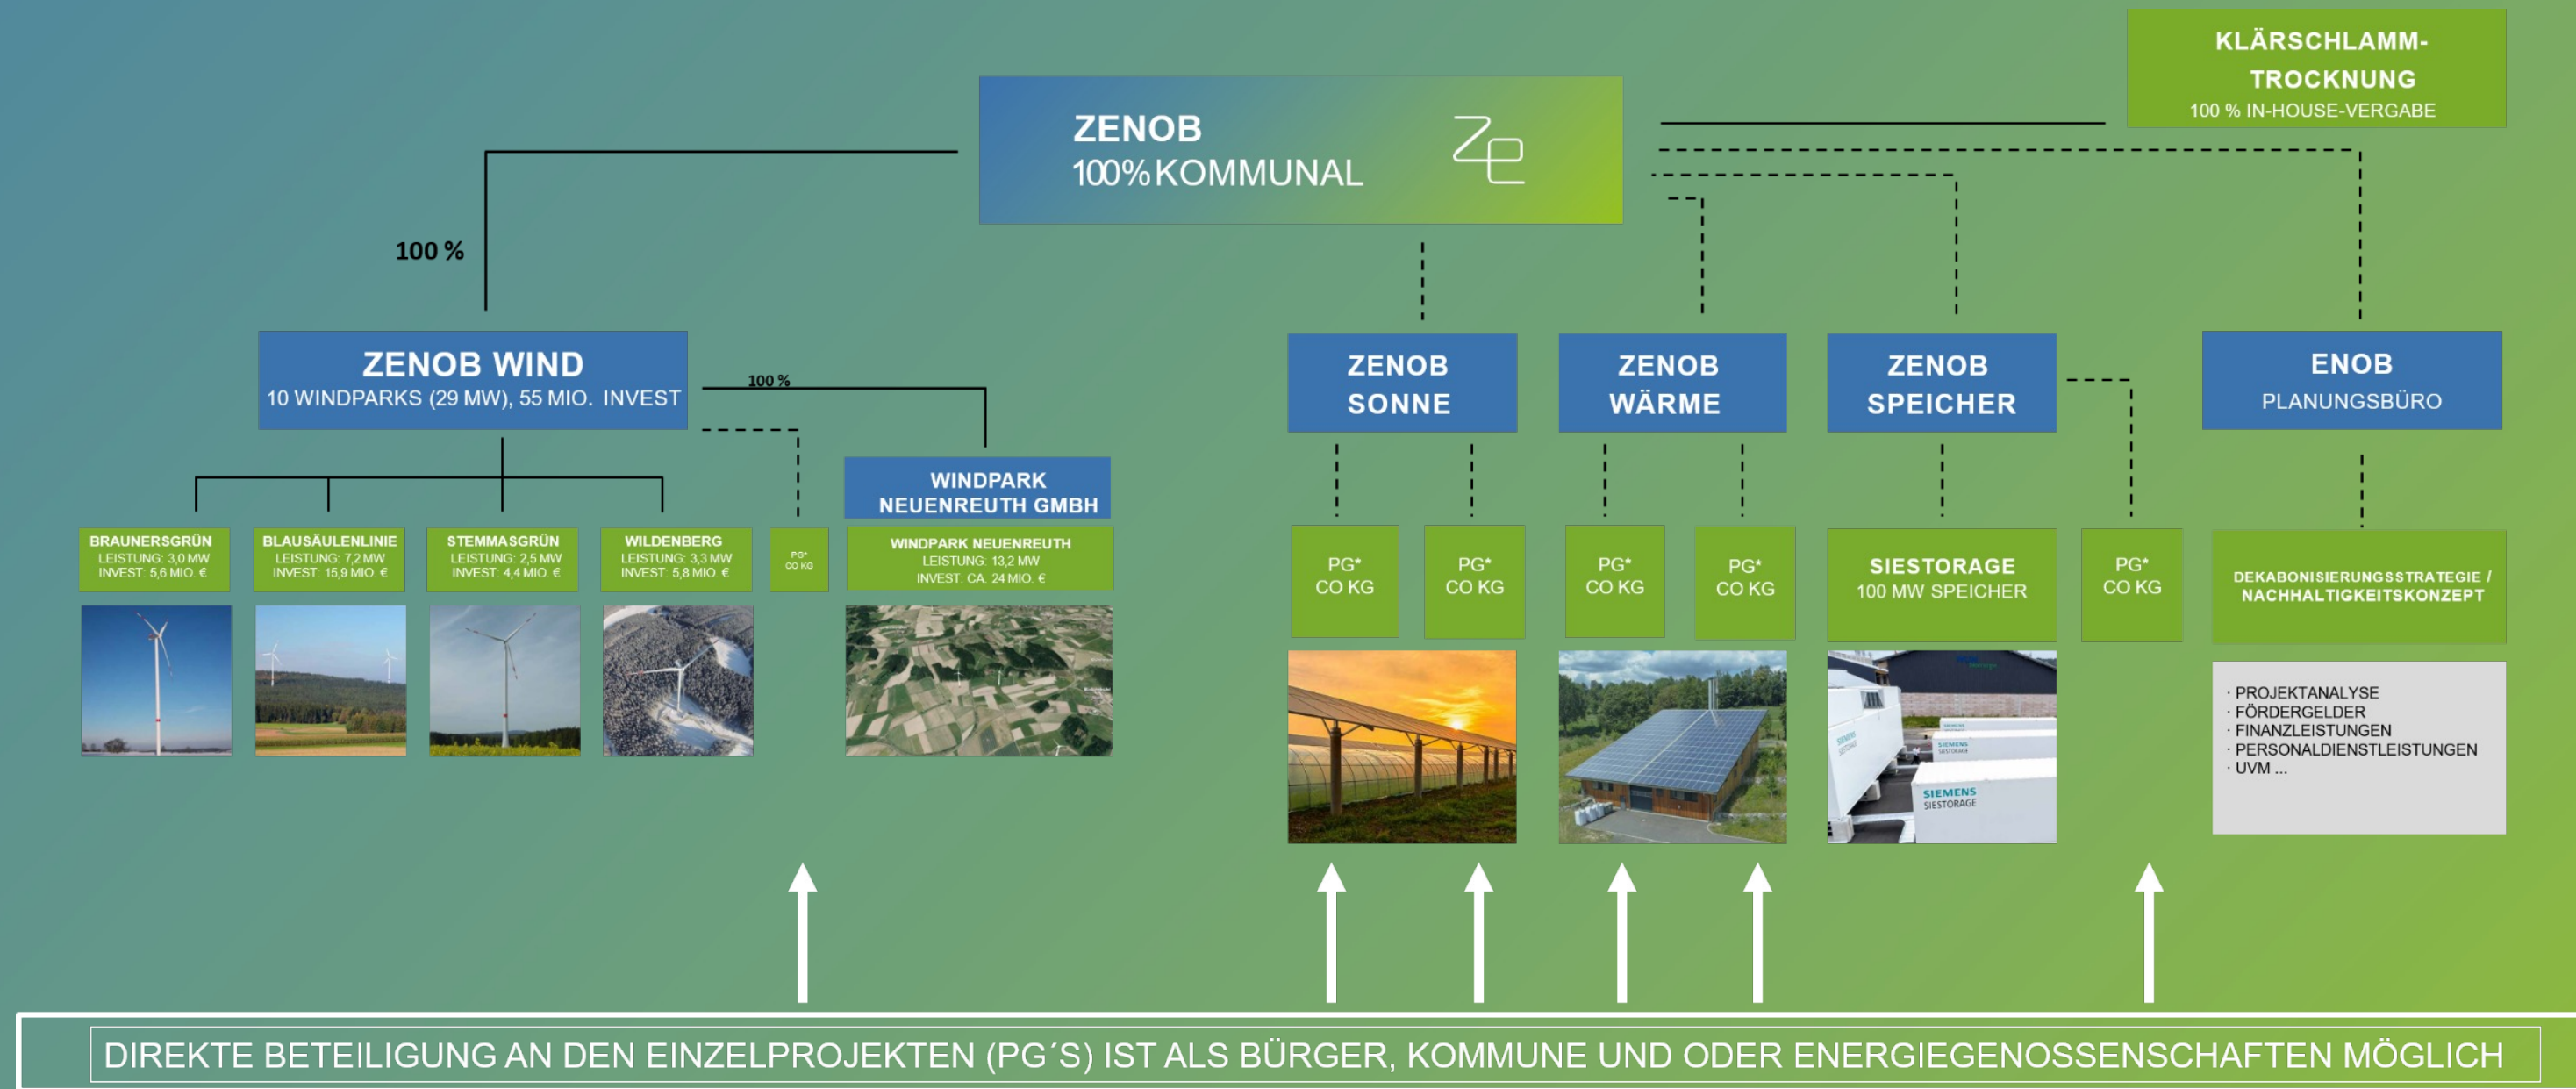 KLÄRSCHLAMM-
TROCKNUNG
100 % IN-HOUSE-VERGABE
ZENOB
100% KOMMUNAL
100 %
ZENOB WIND
10 WINDPARKS (29 MW), 55 MIO. INVEST
100 %
ZENOB
SONNE
ZENOB
WÄRME
ZENOB
SPEICHER
ENOB
PLANUNGSBÜRO
WINDPARK
NEUENREUTH GMBH
BRAUNERSGRÜN
LEISTUNG: 3,0 MW
INVEST: 5,6 MIO. €
BLAUSÄULENLINIE
LEISTUNG: 7,2 MW
INVEST: 15,9 MIO. €
STEMMASGRÜN
LEISTUNG: 2,5 MW
INVEST: 4,4 MIO. €
WILDENBERG
LEISTUNG: 3,3 MW
INVEST: 5,8 MIO. €
PG*
CO KG
WINDPARK NEUENREUTH
LEISTUNG: 13,2 MW
INVEST: CA. 24 MIO. €
PG*
CO KG
PG*
CO KG
PG*
CO KG
PG*
CO KG
SIESTORAGE
100 MW SPEICHER
PG*
CO KG
DEKABONISIERUNGSSTRATEGIE /
NACHHALTIGKEITSKONZEPT
SIEMENS
SIESTORAGE
SIEMENS
SIESTORAGE
SIEMENS
SIESTORAGE
· PROJEKTANALYSE
· FÖRDERGELDER
· FINANZLEISTUNGEN
· PERSONALDIENSTLEISTUNGEN
· UVM ...
DIREKTE BETEILIGUNG AN DEN EINZELPROJEKTEN (PG´S) IST ALS BÜRGER, KOMMUNE UND ODER ENERGIEGENOSSENSCHAFTEN MÖGLICH